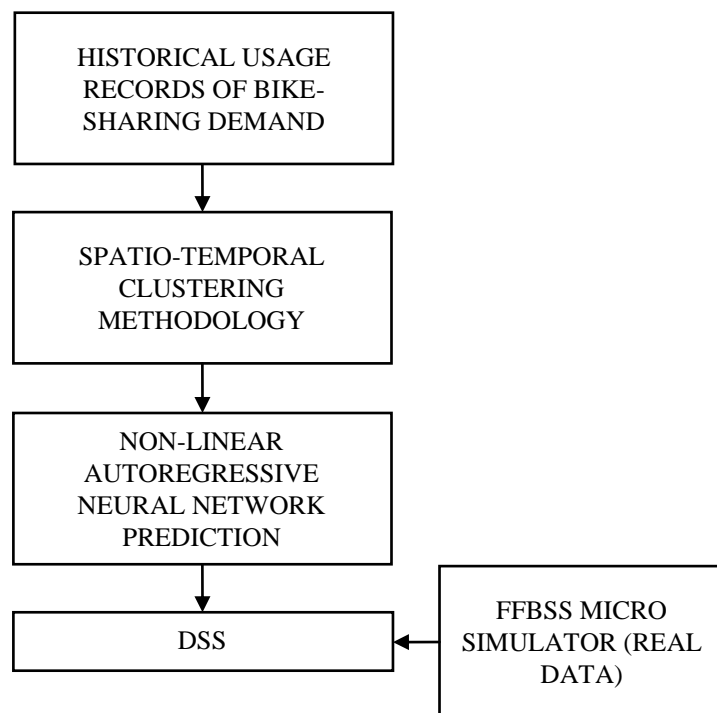 HISTORICAL USAGE
RECORDS OF BIKE-
SHARING DEMAND
SPATIO-TEMPORAL
CLUSTERING
METHODOLOGY
NON-LINEAR
AUTOREGRESSIVE
NEURAL NETWORK
PREDICTION
DSS
FFBSS MICRO
SIMULATOR (REAL
DATA)